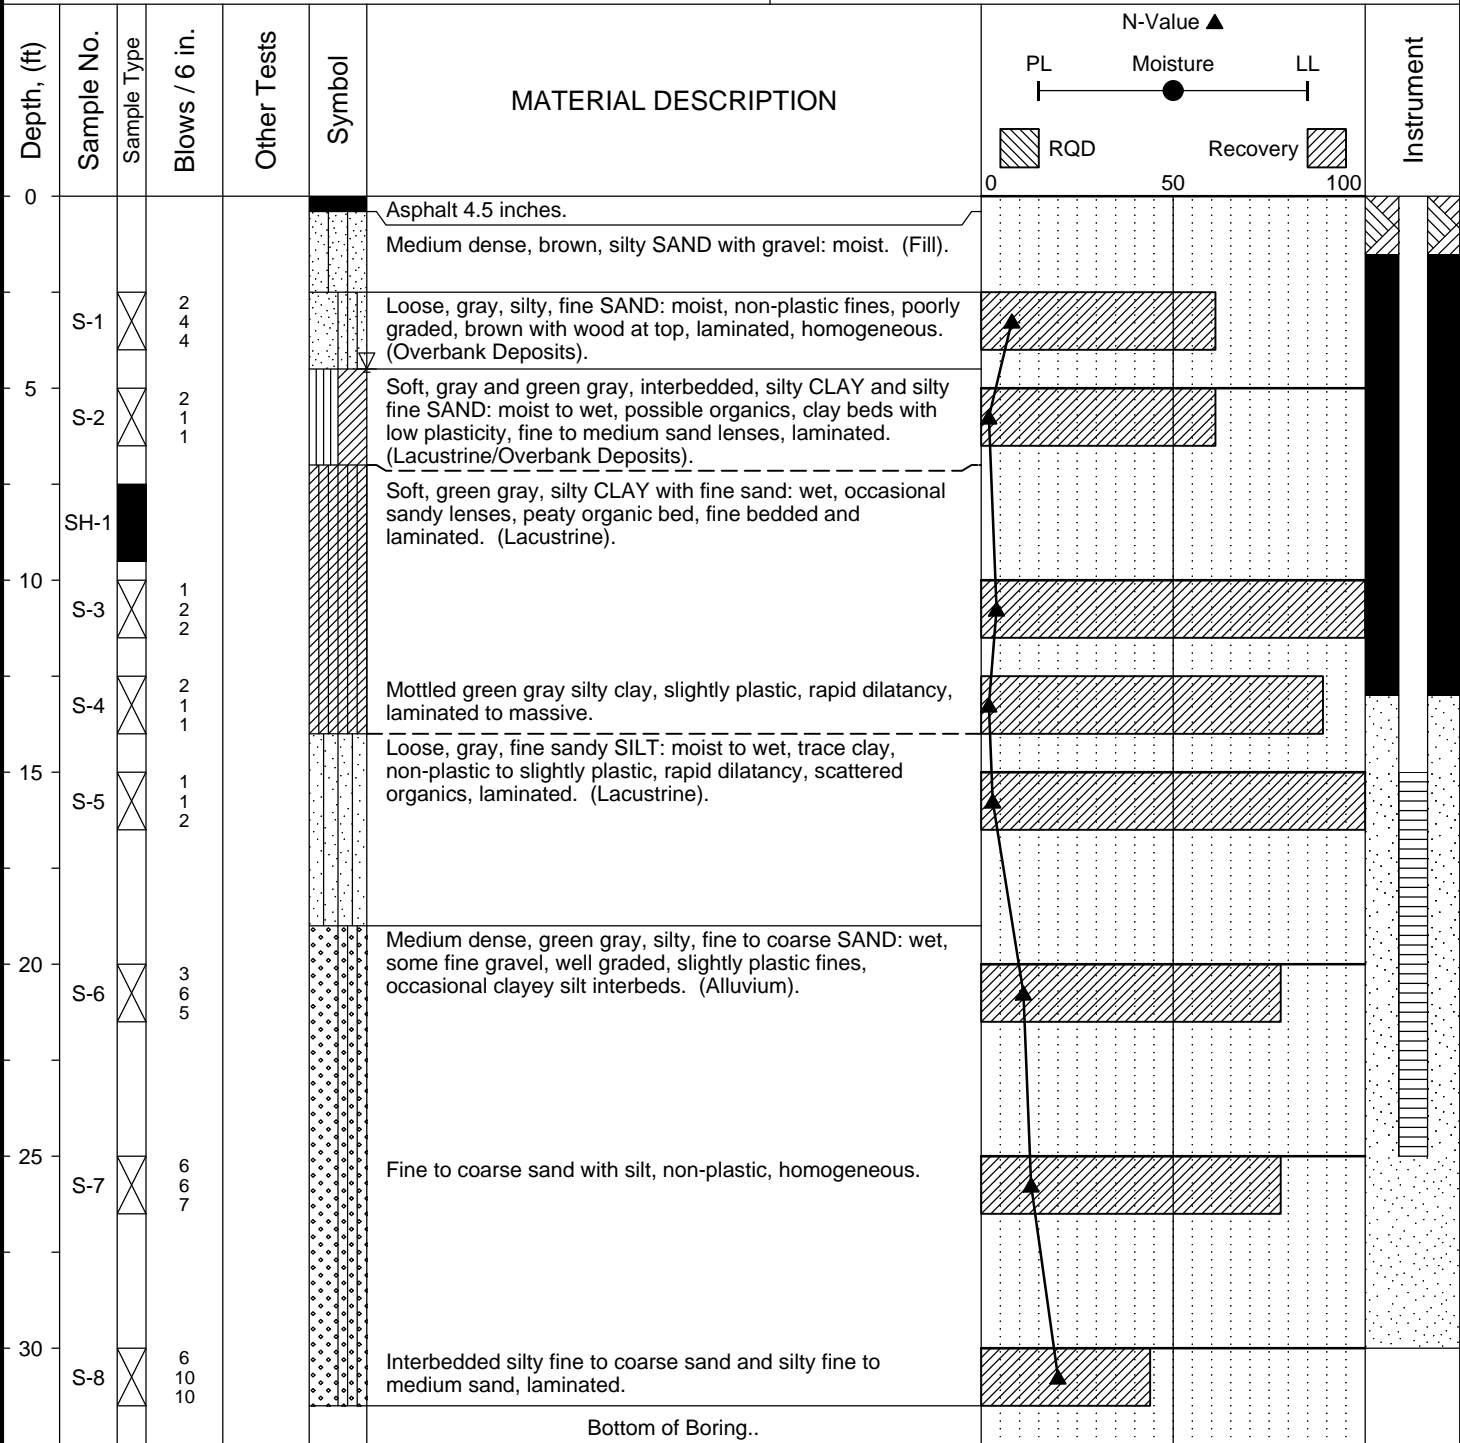 Depth, (ft)
Sample No.
Sample Type
Blows / 6 in.
Other Tests
Symbol
MATERIAL DESCRIPTION
N-Value ▲
PL Moisture LL
RQD Recovery
0 50 100
Instrument
0
Asphalt 4.5 inches.
Medium dense, brown, silty SAND with gravel: moist. (Fill).
S-1
2
4
4
Loose, gray, silty, fine SAND: moist, non-plastic fines, poorly
graded, brown with wood at top, laminated, homogeneous.
(Overbank Deposits).
5
S-2
2
1
1
Soft, gray and green gray, interbedded, silty CLAY and silty
fine SAND: moist to wet, possible organics, clay beds with
low plasticity, fine to medium sand lenses, laminated.
(Lacustrine/Overbank Deposits).
SH-1
Soft, green gray, silty CLAY with fine sand: wet, occasional
sandy lenses, peaty organic bed, fine bedded and
laminated. (Lacustrine).
10
S-3
1
2
2
S-4
2
1
1
Mottled green gray silty clay, slightly plastic, rapid dilatancy,
laminated to massive.
Loose, gray, fine sandy SILT: moist to wet, trace clay,
non-plastic to slightly plastic, rapid dilatancy, scattered
organics, laminated. (Lacustrine).
15
S-5
1
1
2
Medium dense, green gray, silty, fine to coarse SAND: wet,
some fine gravel, well graded, slightly plastic fines,
occasional clayey silt interbeds. (Alluvium).
20
S-6
3
6
5
25
S-7
6
6
7
Fine to coarse sand with silt, non-plastic, homogeneous.
30
S-8
6
10
10
Interbedded silty fine to coarse sand and silty fine to
medium sand, laminated.
Bottom of Boring..